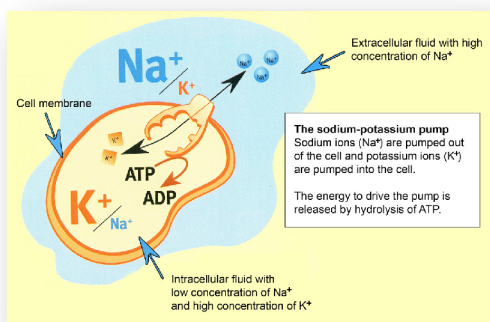 Na+
K+
Na+
Na+
Na+
Extracellular fluid with high
concentration of Na+
Cell membrane
K+
K+
ATP
ADP
K+
Na+
The sodium-potassium pump
Sodium ions (Na+) are pumped out
of the cell and potassium ions (K+)
are pumped into the cell.
The energy to drive the pump is
released by hydrolysis of ATP.
Intracellular fluid with
low concentration of Na+
and high concentration of K+